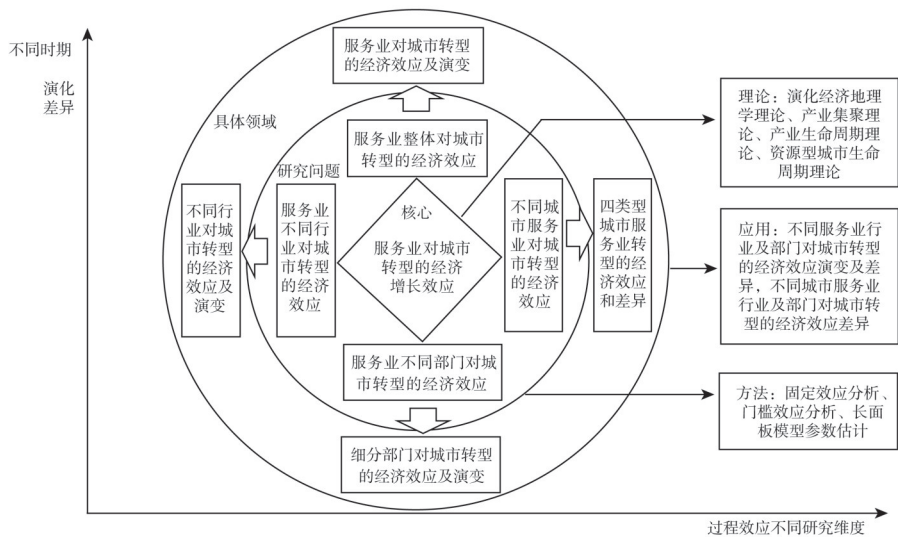 不同时期
演化
差异
服务业对城市转型
的经济效应及演变
具体领域
服务业整体对城市
转型的经济效应
研究问题
不同行
业对城
市转型
的经济
效应及
演变
服务业
不同行
业对城
市转型
的经济
效应
核心
服务业对城市
转型的经济
增长效应
不同城
市服务
业对城
市转型
的经济
效应
四类型
城市服
务业转
型的经
济效应
和差异
服务业不同部门对城
市转型的经济效应
细分部门对城市转型
的经济效应及演变
理论：演化经济地理
学理论、产业集聚理
论、产业生命周期理
论、资源型城市生命
周期理论
应用：不同服务业行
业及部门对城市转型
的经济效应演变及差
异，不同城市服务业
行业及部门对城市转
型的经济效应差异
方法：固定效应分析、
门槛效应分析、长面
板模型参数估计
过程效应不同研究维度